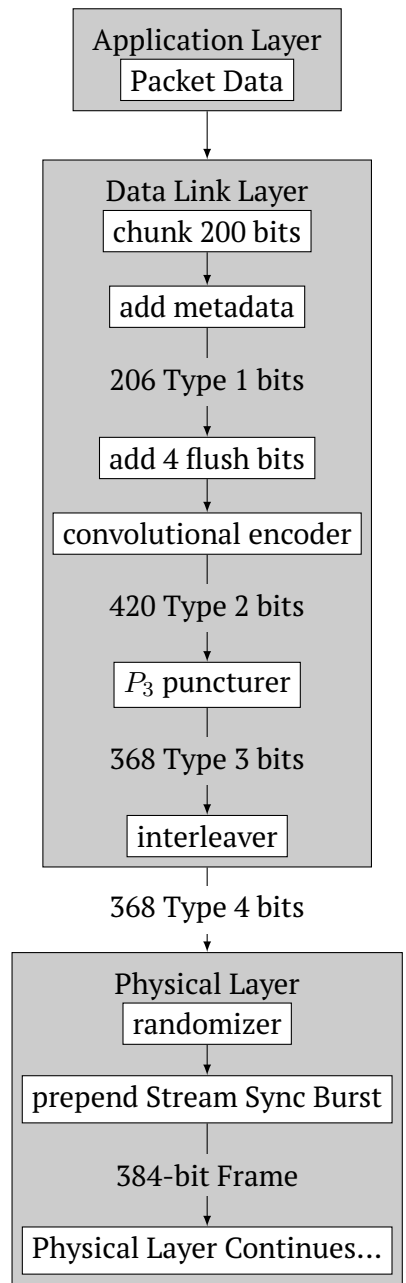 Application Layer
Packet Data
Data Link Layer
chunk 200 bits
add metadata
206 Type 1 bits
add 4 flush bits
convolutional encoder
420 Type 2 bits
P₃ puncturer
368 Type 3 bits
interleaver
368 Type 4 bits
Physical Layer
randomizer
prepend Stream Sync Burst
384-bit Frame
Physical Layer Continues...